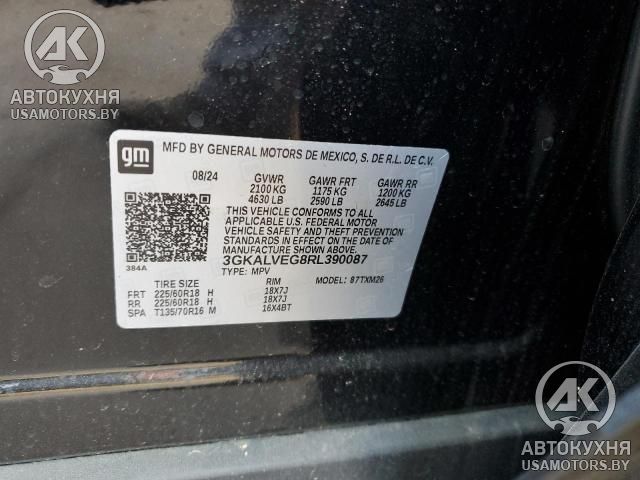 AK
АВТОКУХНЯ
USAMOTORS.BY
gm
MFD BY GENERAL MOTORS DE MEXICO, S. DE R.L. DE C.V.
08/24 GVWR GAWR FRT GAWR RR
2100 KG 1175 KG 1200 KG
4630 LB 2590 LB 2645 LB
THIS VEHICLE CONFORMS TO ALL
APPLICABLE U.S. FEDERAL MOTOR
VEHICLE SAFETY AND THEFT PREVENTION
STANDARDS IN EFFECT ON THE DATE OF
MANUFACTURE SHOWN ABOVE.
3GKALVEG8RL390087
384A
TYPE: MPV MODEL: 87TXM26
TIRE SIZE RIM
FRT 225/60R18 H 18X7J
RR 225/60R18 H 18X7J
SPA T135/70R16 M 16X4BT
AK
АВТОКУХНЯ
USAMOTORS.BY